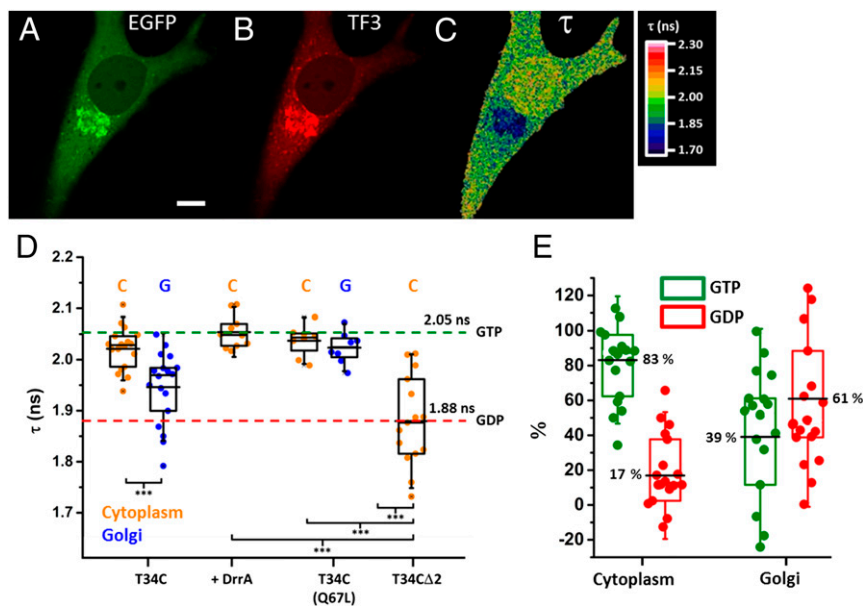 A EGFP B TF3 C τ τ (ns)
2.30
2.15
2.00
1.85
1.70
D
E
2.2
2.1
2.05
2.0
1.9
1.8
1.7
τ (ns)
C G C C G C
2.05 ns
GTP
1.88 ns
GDP
***
***
***
***
Cytoplasm
Golgi
T34C + DrrA T34C (Q67L) T34CΔ2
GTP
GDP
140
120
100
80
60
40
20
0
-20
%
83 %
17 %
39 %
61 %
Cytoplasm Golgi